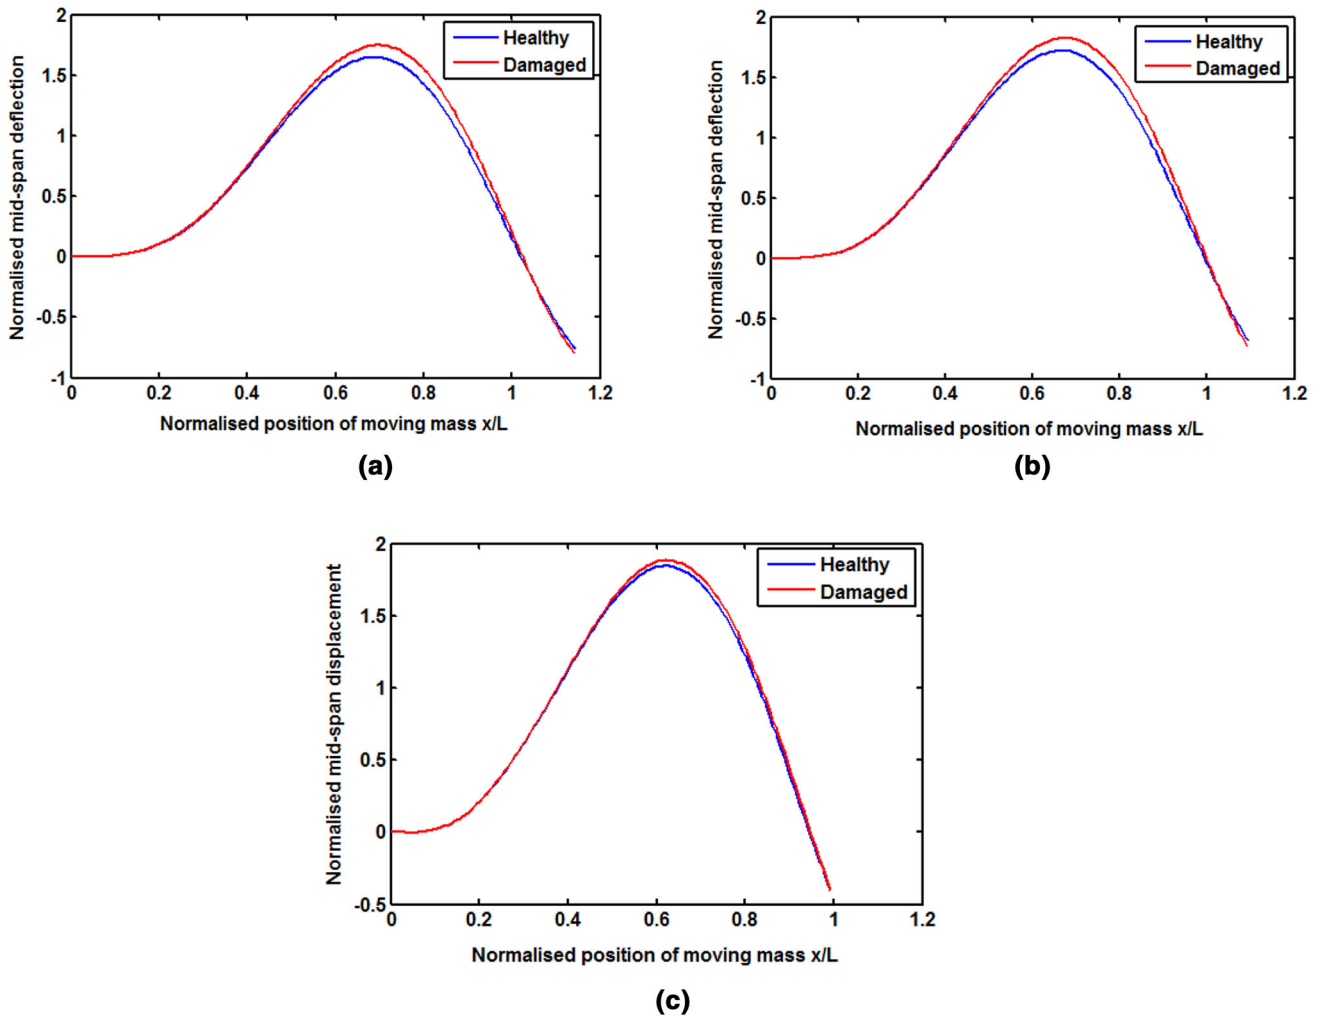 Normalised mid-span deflection
2
1.5
1
0.5
0
-0.5
-1
0 0.2 0.4 0.6 0.8 1 1.2
Healthy
Damaged
Normalised position of moving mass x/L
(a)
Normalised mid-span deflection
2
1.5
1
0.5
0
-0.5
-1
0 0.2 0.4 0.6 0.8 1 1.2
Healthy
Damaged
Normalised position of moving mass x/L
(b)
Normalised mid-span displacement
2
1.5
1
0.5
0
-0.5
0 0.2 0.4 0.6 0.8 1 1.2
Healthy
Damaged
Normalised position of moving mass x/L
(c)